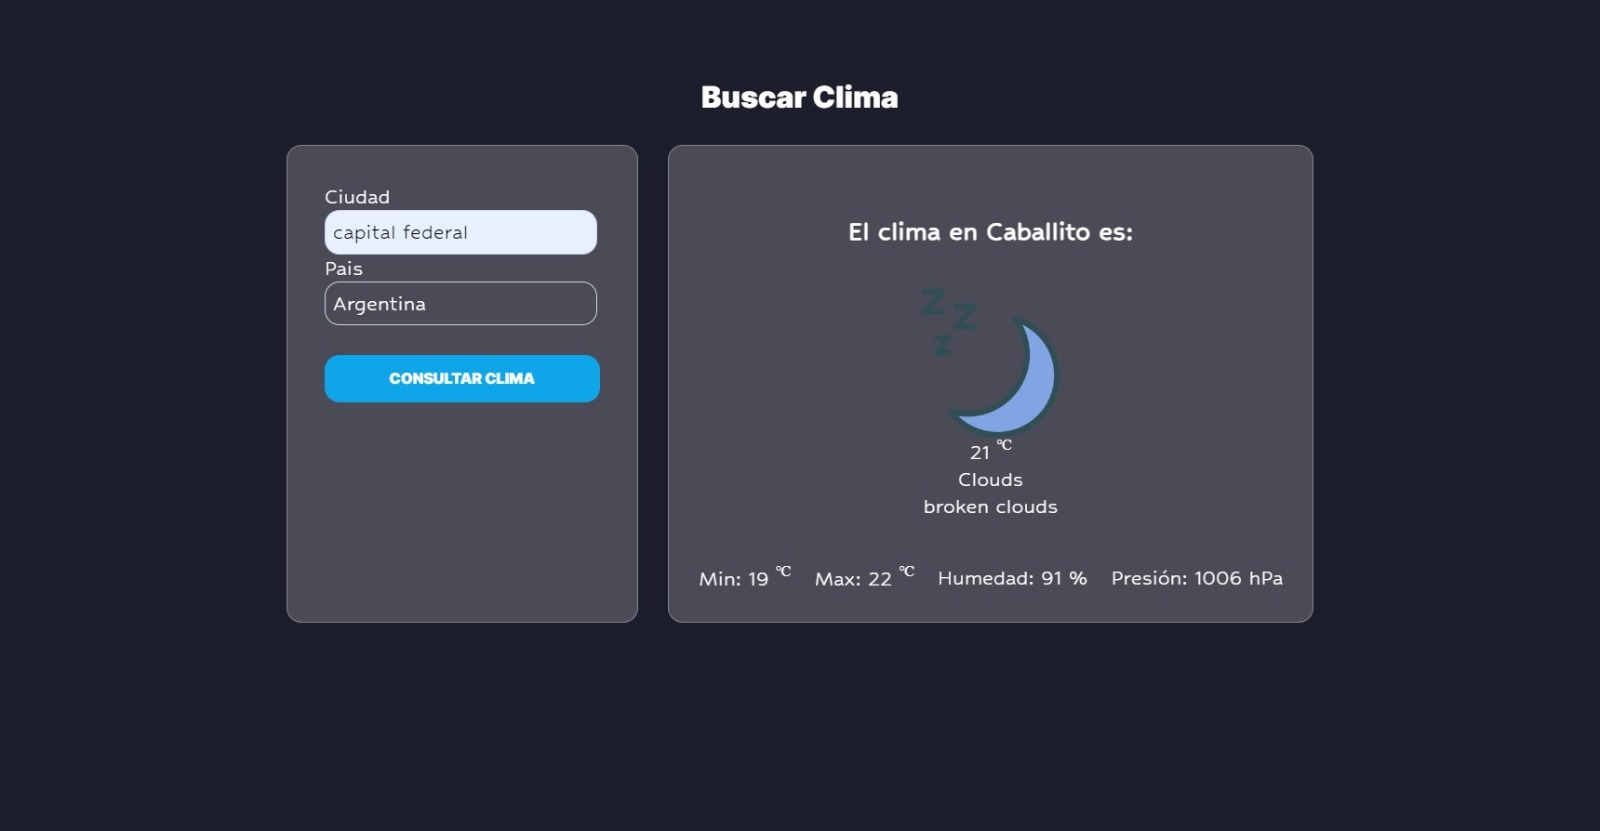 Buscar Clima
Ciudad
capital federal
Pais
Argentina
CONSULTAR CLIMA
El clima en Caballito es:
Z Z
z
21 °C
Clouds
broken clouds
Min: 19 °C Max: 22 °C Humedad: 91 % Presión: 1006 hPa